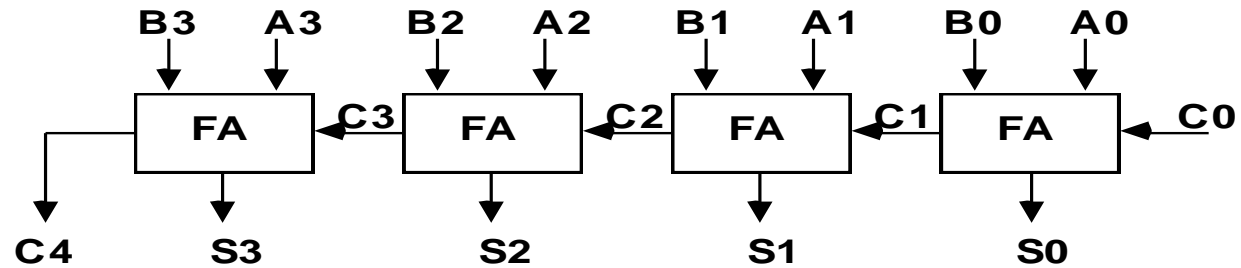 B3 A3 B2 A2 B1 A1 B0 A0
FA C3 FA C2 FA C1 FA C0
C4 S3 S2 S1 S0